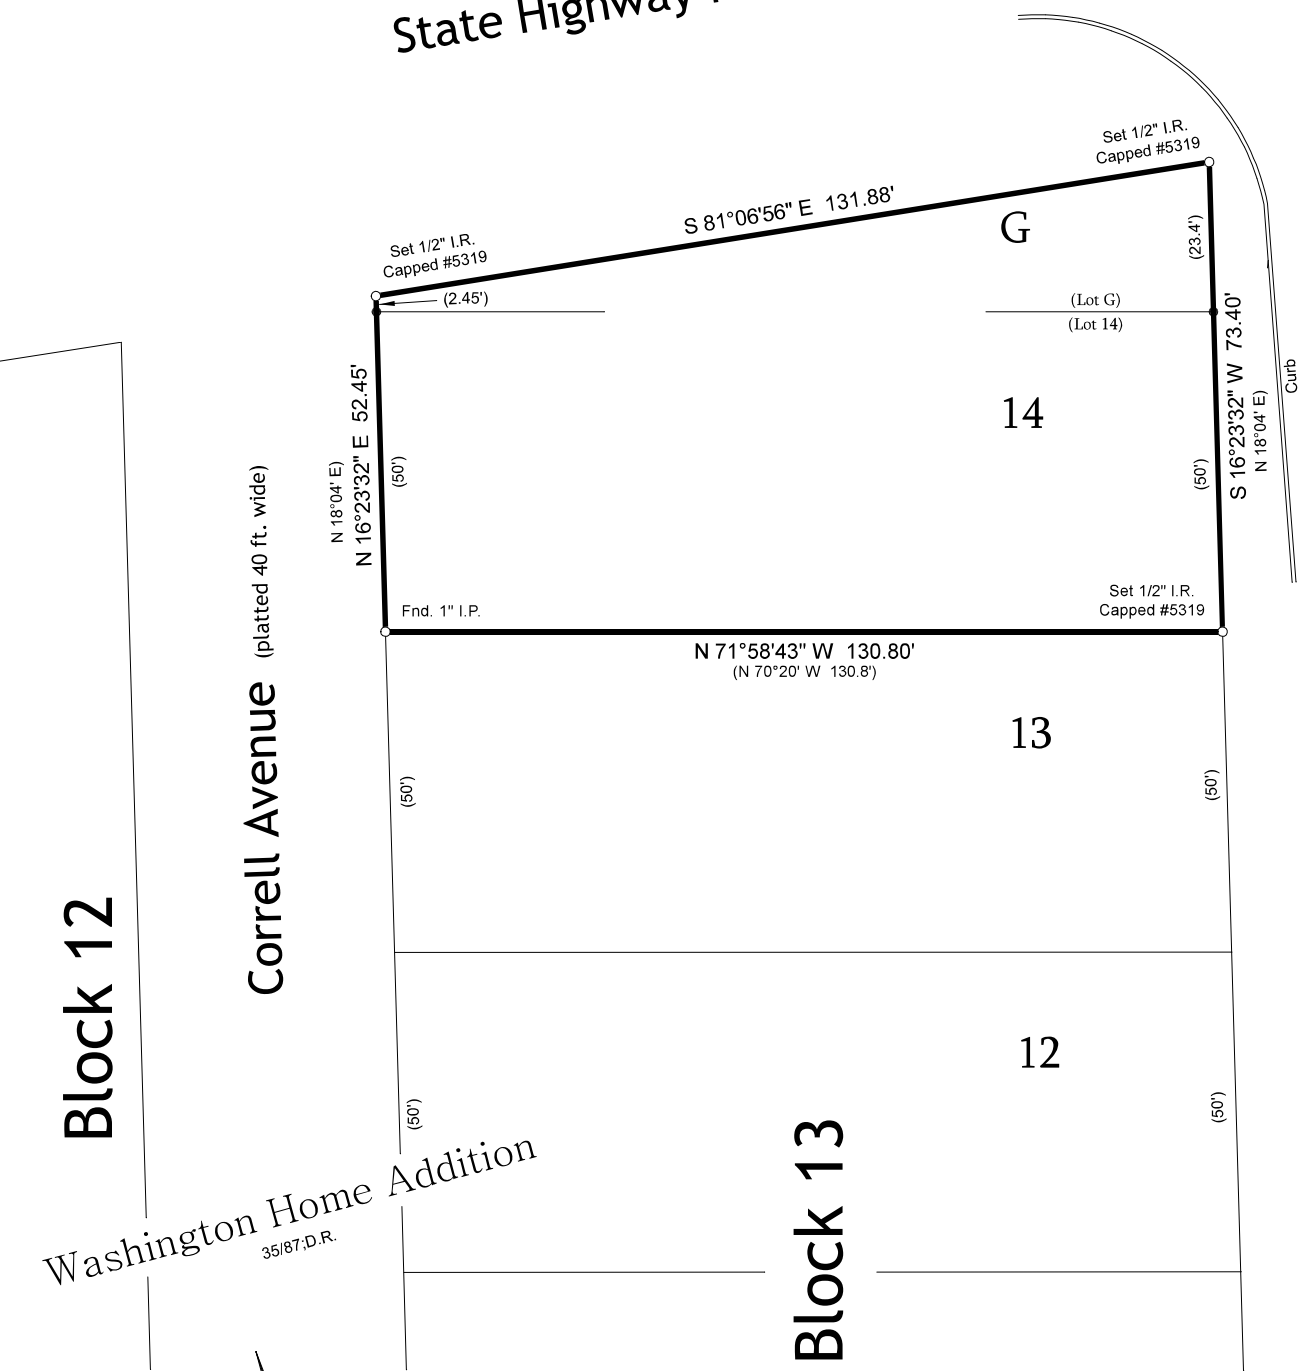 State Highway
Set 1/2" I.R.
Capped #5319
S 81°06'56" E 131.88'
G
(23.4')
Set 1/2" I.R.
Capped #5319
(2.45')
(Lot G)
(Lot 14)
14
N 18°04' E)
N 16°23'32" E 52.45'
(50')
(50')
S 16°23'32" W 73.40'
N 18°04' E)
Curb
Fnd. 1" I.P.
Set 1/2" I.R.
Capped #5319
N 71°58'43" W 130.80'
(N 70°20' W 130.8')
Correll Avenue (platted 40 ft. wide)
13
(50')
(50')
Block 12
12
(50')
(50')
Block 13
Washington Home Addition
35/87;D.R.